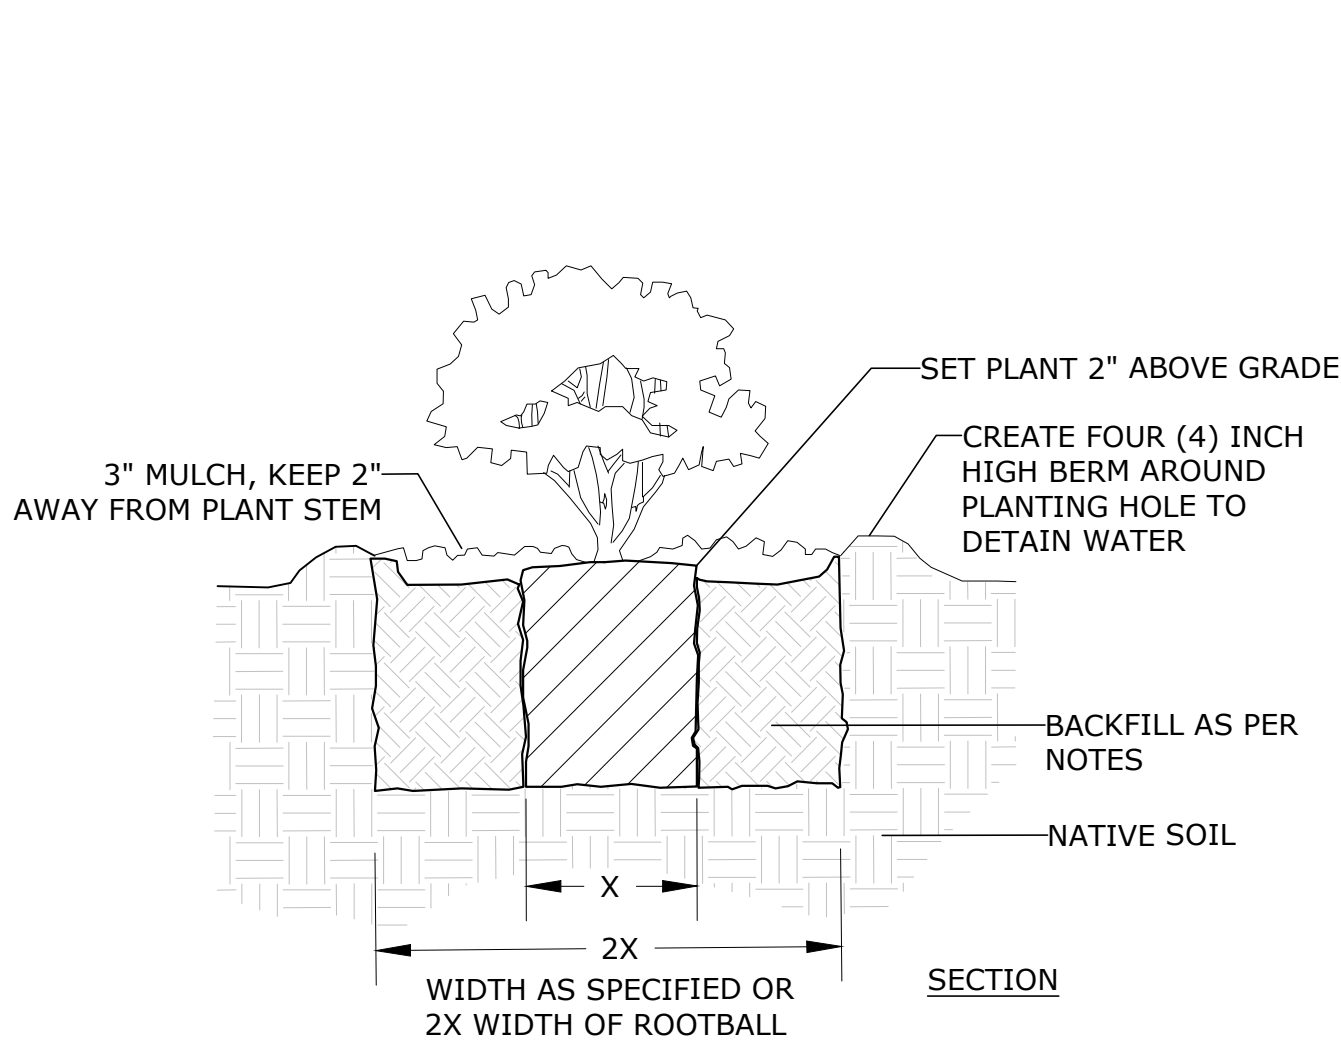 SET PLANT 2" ABOVE GRADE
CREATE FOUR (4) INCH
HIGH BERM AROUND
PLANTING HOLE TO
DETAIN WATER
3" MULCH, KEEP 2"
AWAY FROM PLANT STEM
BACKFILL AS PER
NOTES
NATIVE SOIL
X
2X
WIDTH AS SPECIFIED OR
2X WIDTH OF ROOTBALL
SECTION